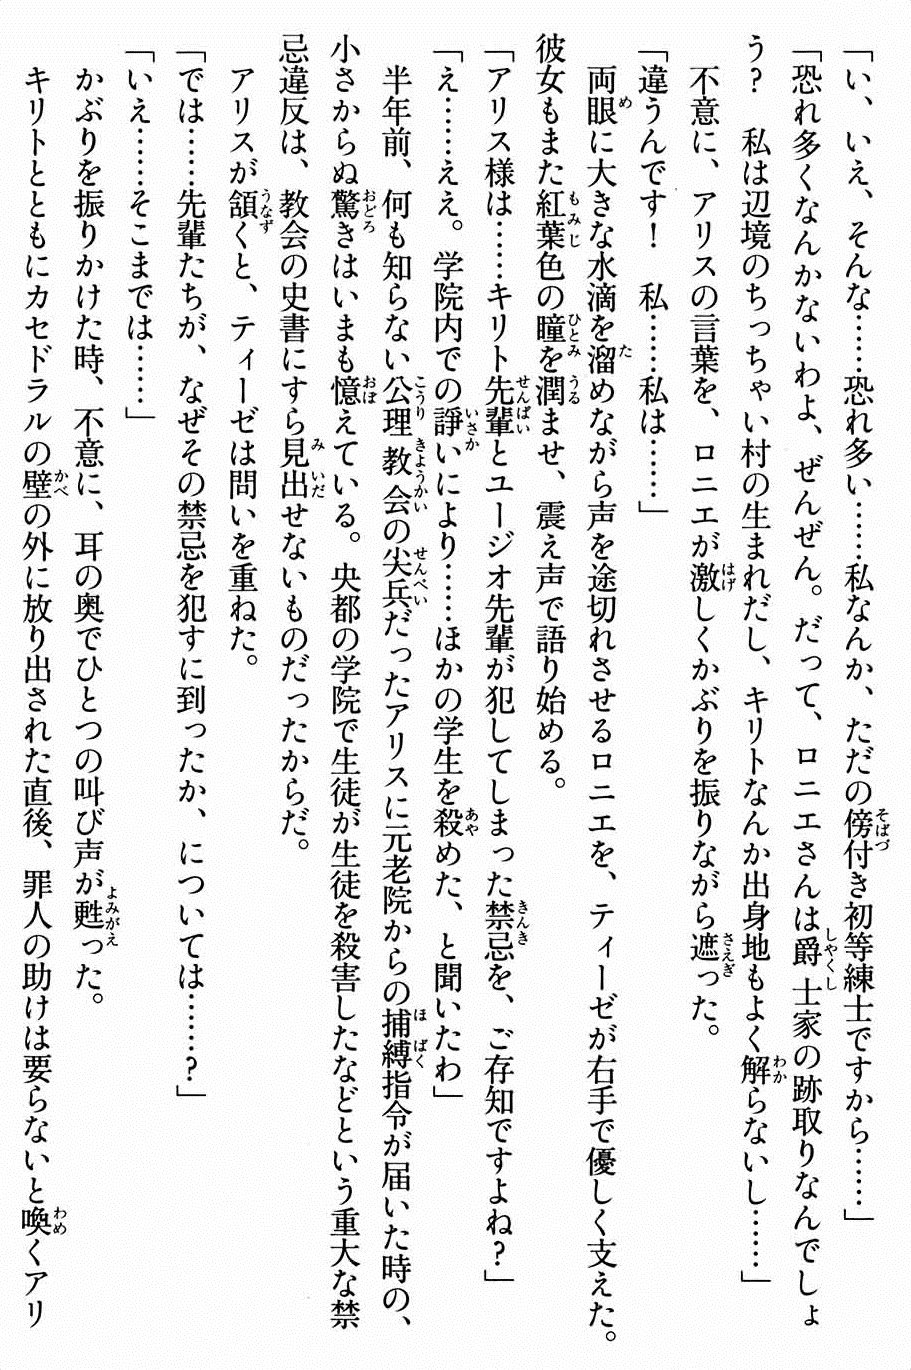 「い、いえ、そんな……恐れ多い……私なんか、ただの傍付き初等練士ですから……」
「恐れ多くなんかないわよ、ぜんぜん。だって、ロニエさんは爵士家の跡取りなんでしょ
う？　私は辺境のちっちゃい村の生まれだし、キリトなんか出身地もよく解らないし……」
　不意に、アリスの言葉を、ロニエが激しくかぶりを振りながら遮った。
「違うんです！　私……私は……」
　両眼に大きな水滴を溜めながら声を途切れさせるロニエを、ティーゼが右手で優しく支えた。
彼女もまた紅葉色の瞳を潤ませ、震え声で語り始める。
「アリス様は……キリト先輩とユージオ先輩が犯してしまった禁忌を、ご存知ですよね？」
「え……ええ。学院内での諍いにより……ほかの学生を殺めた、と聞いたわ」
　半年前、何も知らない公理教会の尖兵だったアリスに元老院からの捕縛指令が届いた時の、
小さからぬ驚きはいまも憶えている。央都の学院で生徒が生徒を殺害したなどという重大な禁
忌違反は、教会の史書にすら見出せないものだったからだ。
　アリスが頷くと、ティーゼは問いを重ねた。
「では……先輩たちが、なぜその禁忌を犯すに到ったか、については……？」
「いえ……そこまでは……」
　かぶりを振りかけた時、不意に、耳の奥でひとつの叫び声が甦った。
　キリトとともにカセドラルの壁の外に放り出された直後、罪人の助けは要らないと喚くアリ